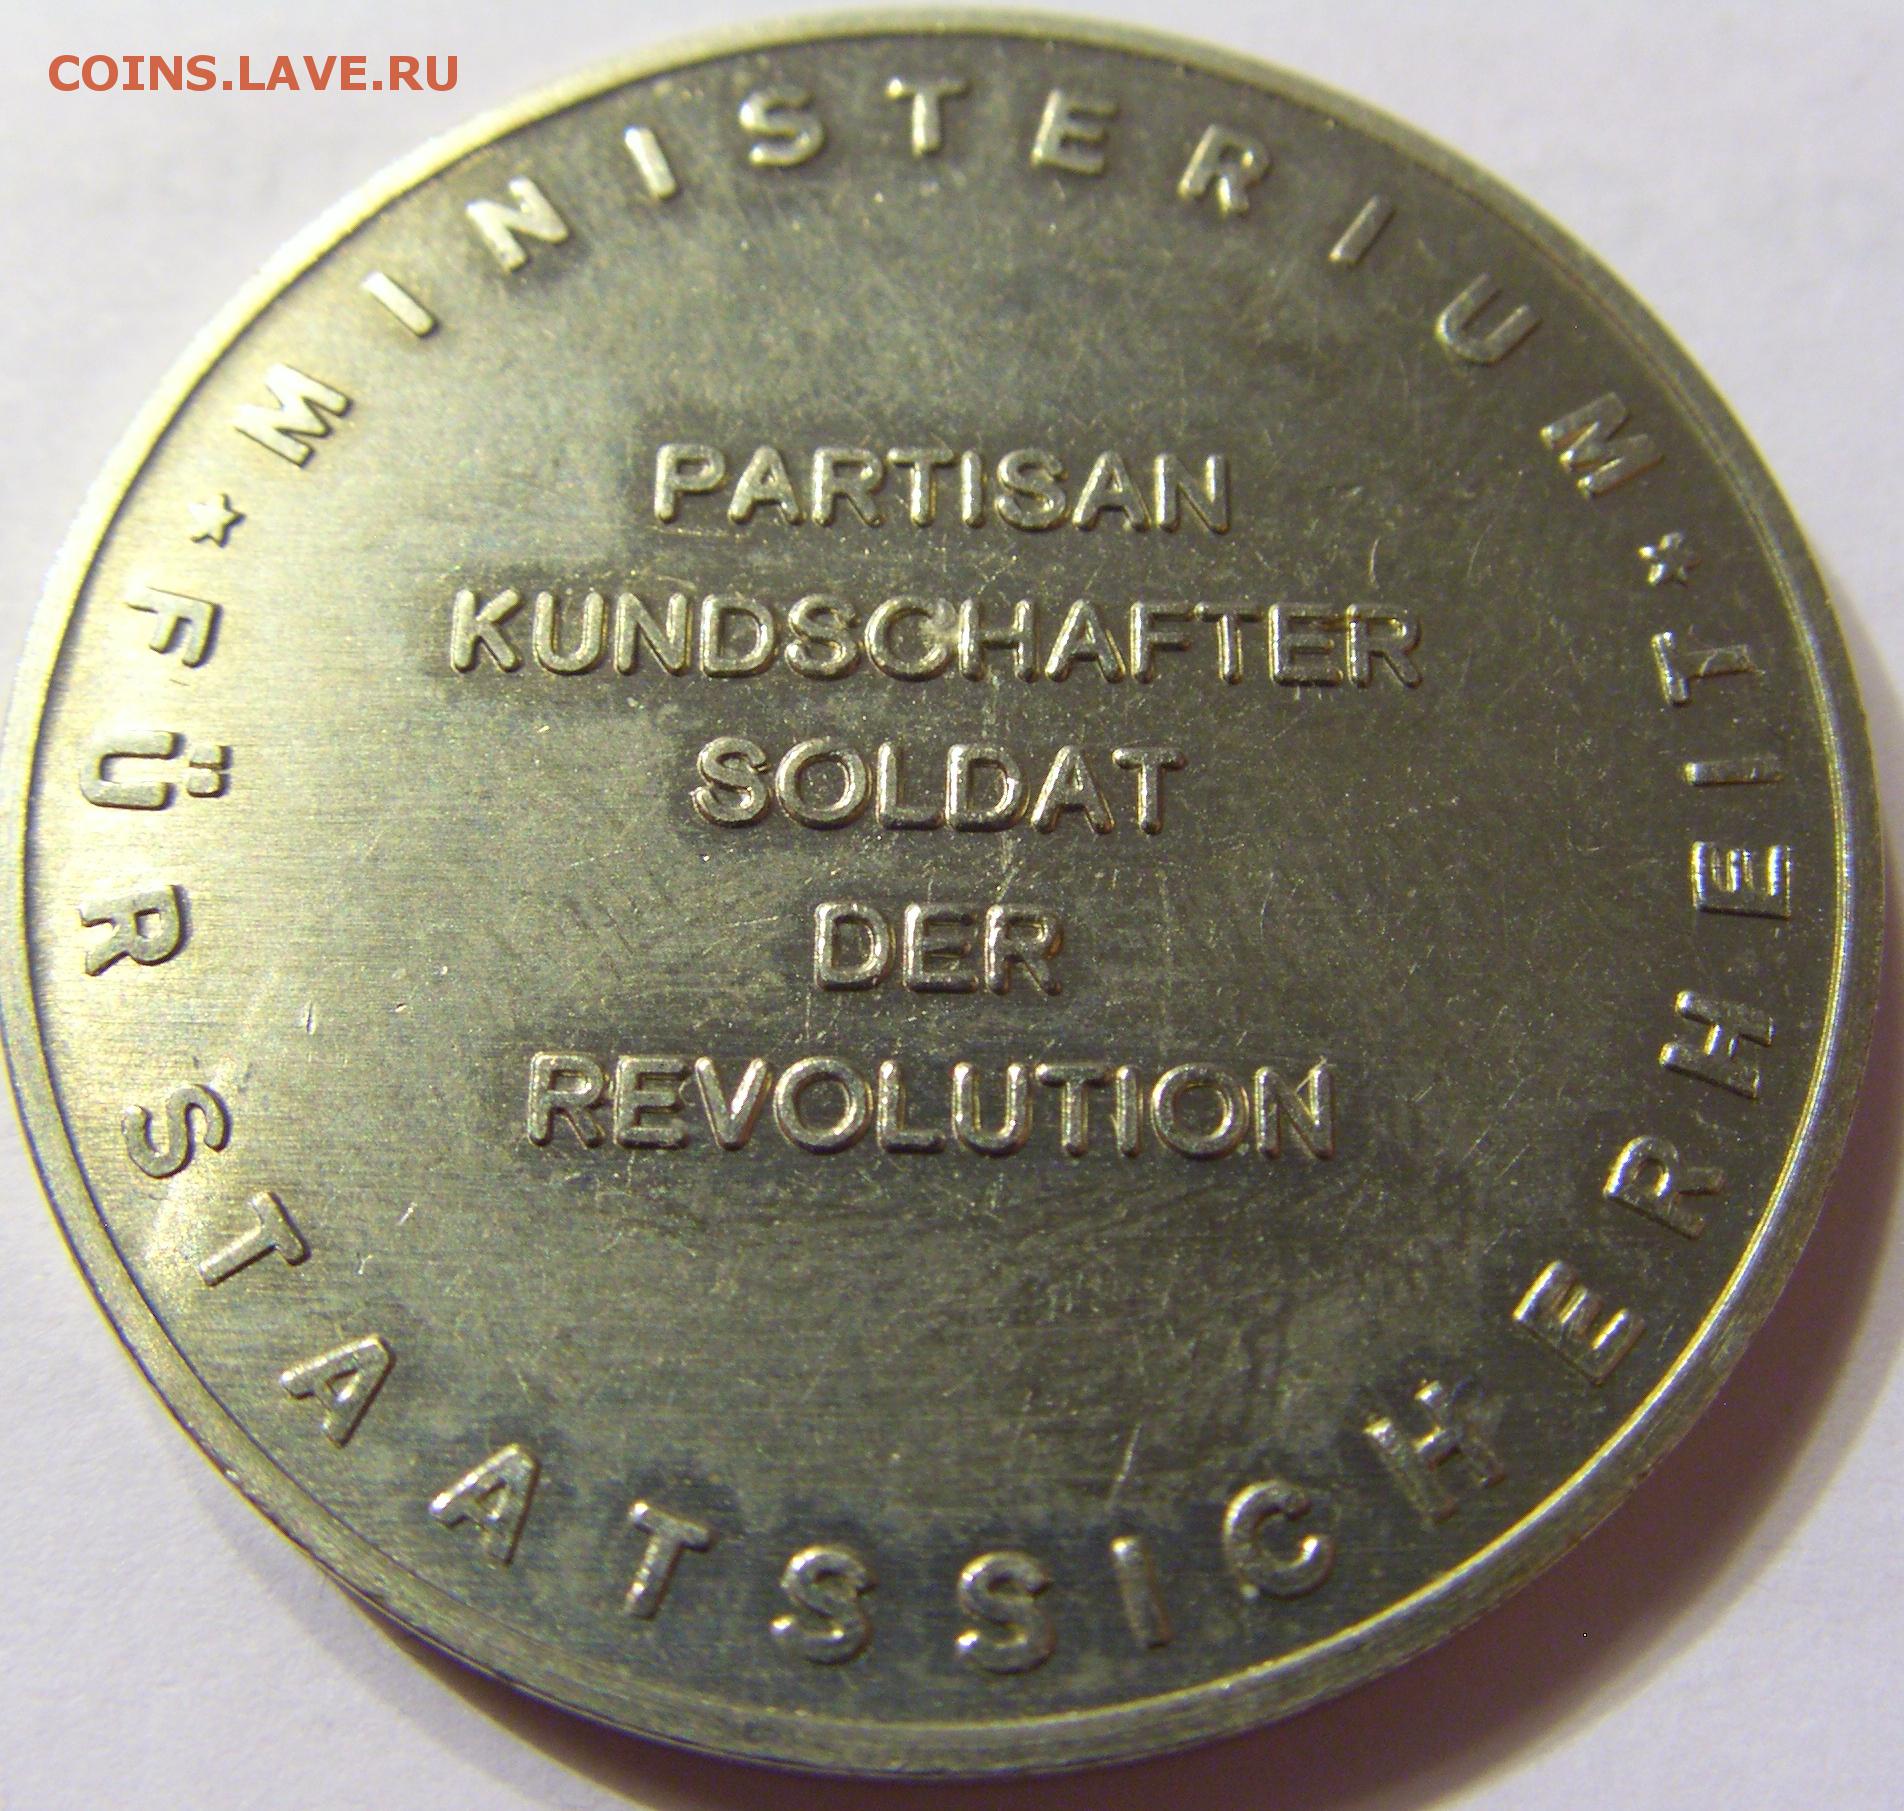 COINS.LAVE.RU
* MINISTERIUM *
FÜR STAATSSICHERHEIT
PARTISAN
KUNDSCHAFTER
SOLDAT
DER
REVOLUTION